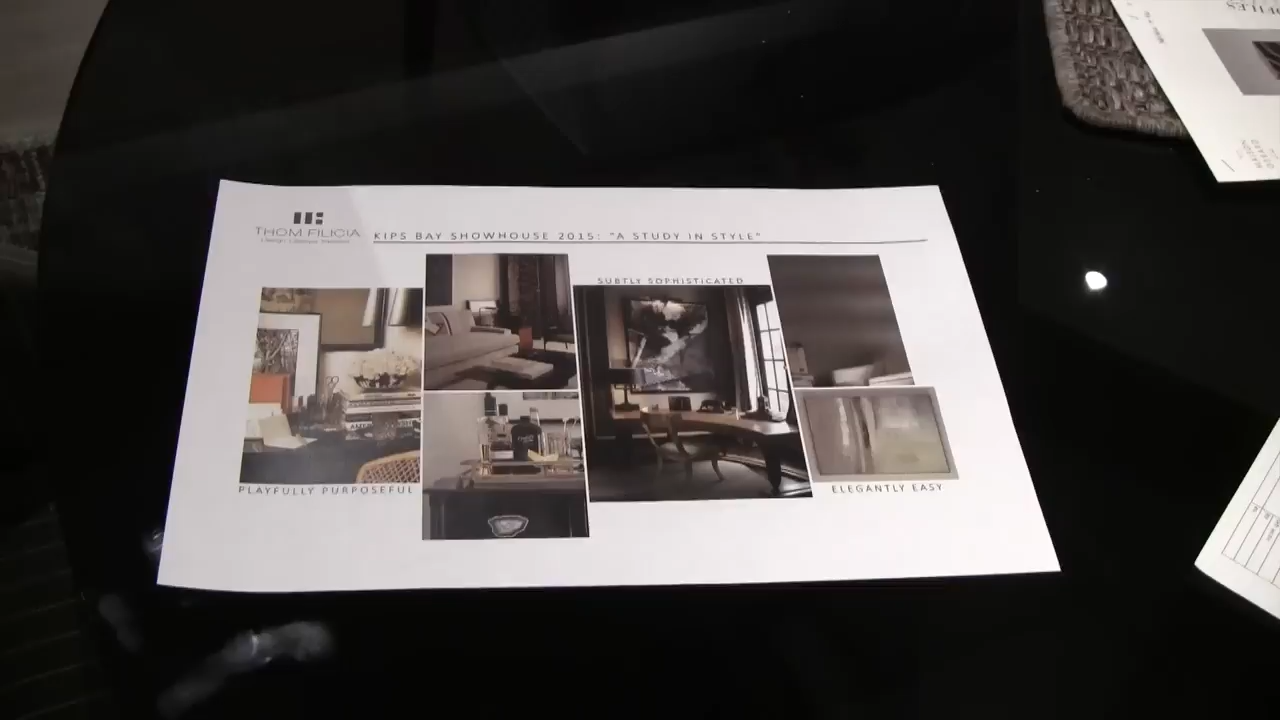 THOM FILICIA
KIPS BAY SHOWHOUSE 2015: "A STUDY IN STYLE"
SUBTLY SOPHISTICATED
PLAYFULLY PURPOSEFUL
ELEGANTLY EASY